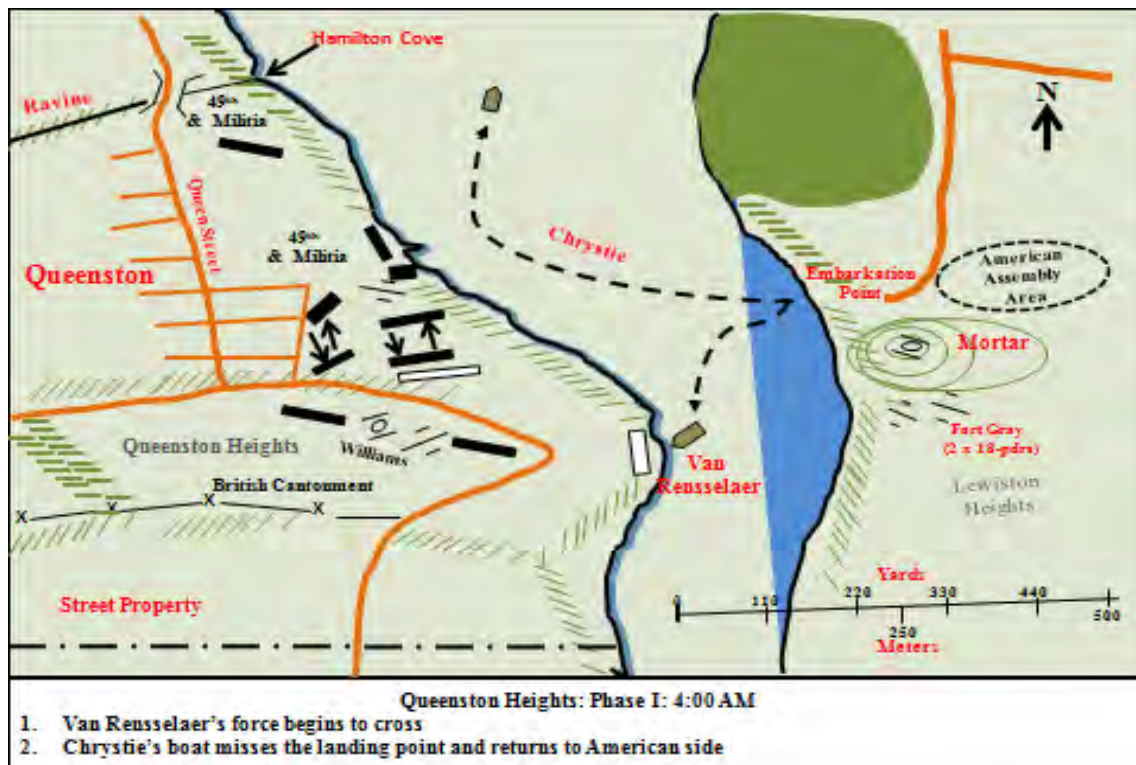 Hamilton Cove
Ravine
49th
& Militia
N
Queen Street
49th
& Militia
Chrystie
Queenston
American
Assembly
Area
Embarkation
Point
Mortar
Queenston Heights
Williams
Fort Gray
(2 x 18-pdrs)
Van
Rensselaer
British Cantonment
X
X
X
X
Lewiston
Heights
Street Property
Yards
0
110
220
330
440
500
250
Meters
Queenston Heights: Phase I: 4:00 AM
1. Van Rensselaer's force begins to cross
2. Chrystie's boat misses the landing point and returns to American side